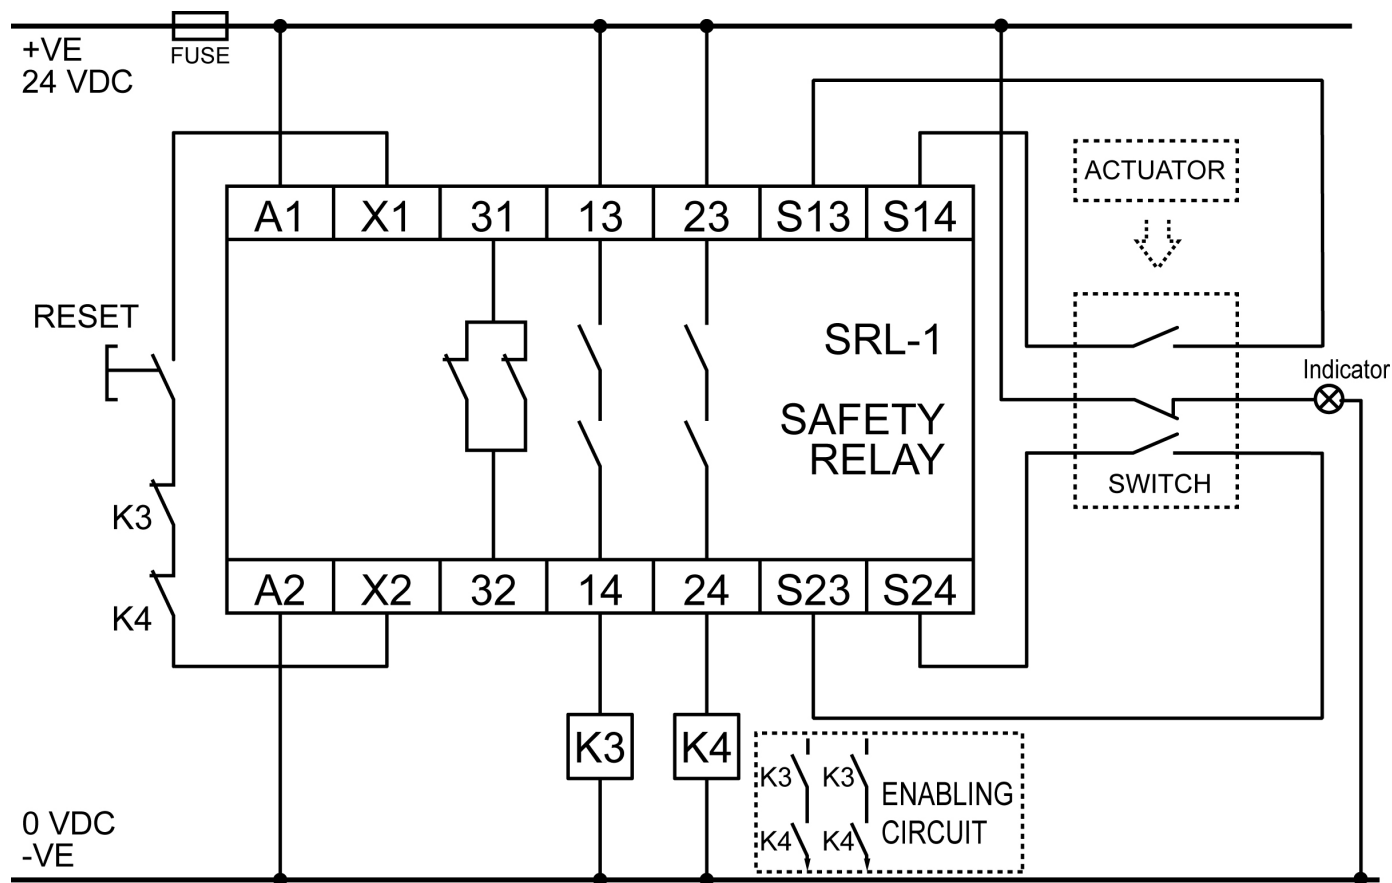 +VE
24 VDC
FUSE
ACTUATOR
A1 X1 31 13 23 S13 S14
RESET
SRL-1
SAFETY
RELAY
Indicator
SWITCH
K3
K4
A2 X2 32 14 24 S23 S24
K3 K4
K3 K3
ENABLING
K4 K4
CIRCUIT
0 VDC
-VE